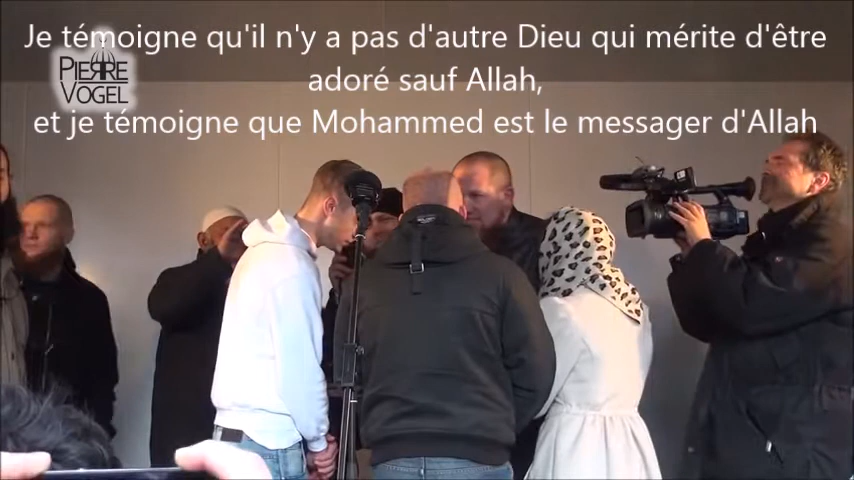 Je témoigne qu'il n'y a pas d'autre Dieu qui mérite d'être
adoré sauf Allah,
et je témoigne que Mohammed est le messager d'Allah
PIERRE
VOGEL